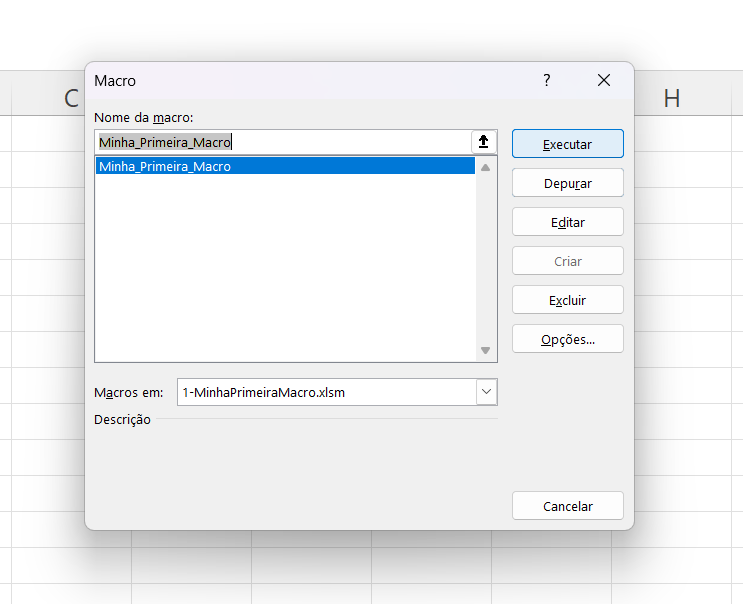 Macro ?
C H
Nome da macro:
Minha_Primeira_Macro
Executar
Minha_Primeira_Macro
Depurar
Editar
Criar
Excluir
Opções...
Macros em: 1-MinhaPrimeiraMacro.xlsm
Descrição
Cancelar